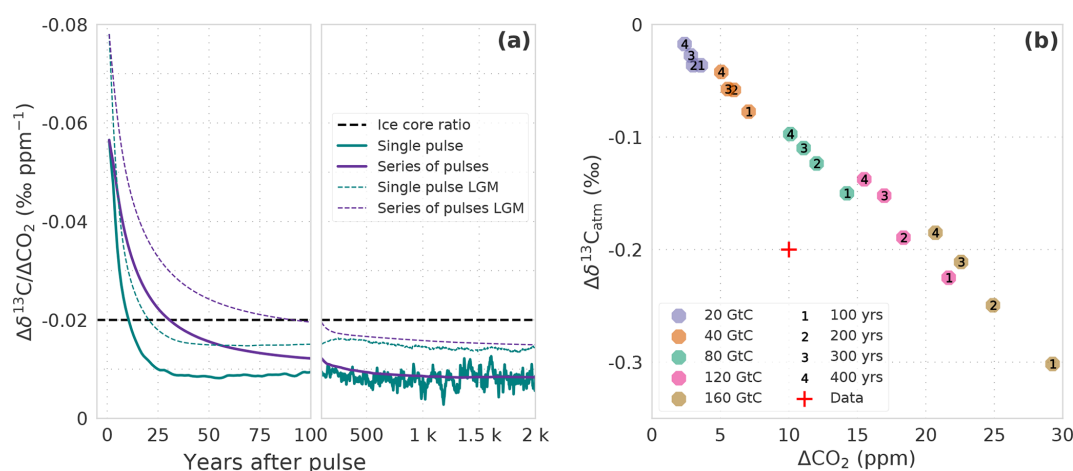 -0.08
-0.06
-0.04
-0.02
0
Δδ¹³C/ΔCO₂ (‰ ppm⁻¹)
(a)
Ice core ratio
Single pulse
Series of pulses
Single pulse LGM
Series of pulses LGM
0 25 50 75 100 500 1 k 1.5 k 2 k
Years after pulse
0
-0.1
-0.2
-0.3
Δδ¹³C_atm (‰)
(b)
4
3
2 1
4
3 2
1
4
3
2
1
4
3
2
1
4
3
2
1
20 GtC 1 100 yrs
40 GtC 2 200 yrs
80 GtC 3 300 yrs
120 GtC 4 400 yrs
160 GtC Data
0 5 10 15 20 25 30
ΔCO₂ (ppm)